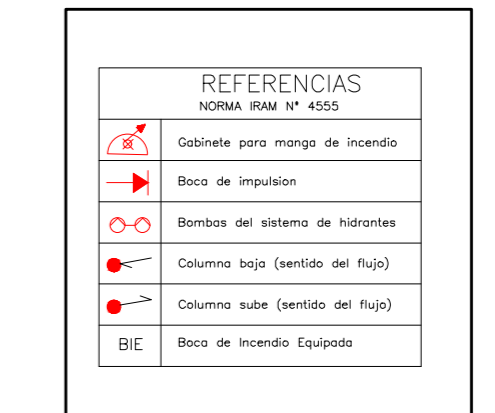 REFERENCIAS
NORMA IRAM N° 4555
Gabinete para manga de incendio
Boca de impulsion
Bombas del sistema de hidrantes
Columna baja (sentido del flujo)
Columna sube (sentido del flujo)
BIE Boca de Incendio Equipada